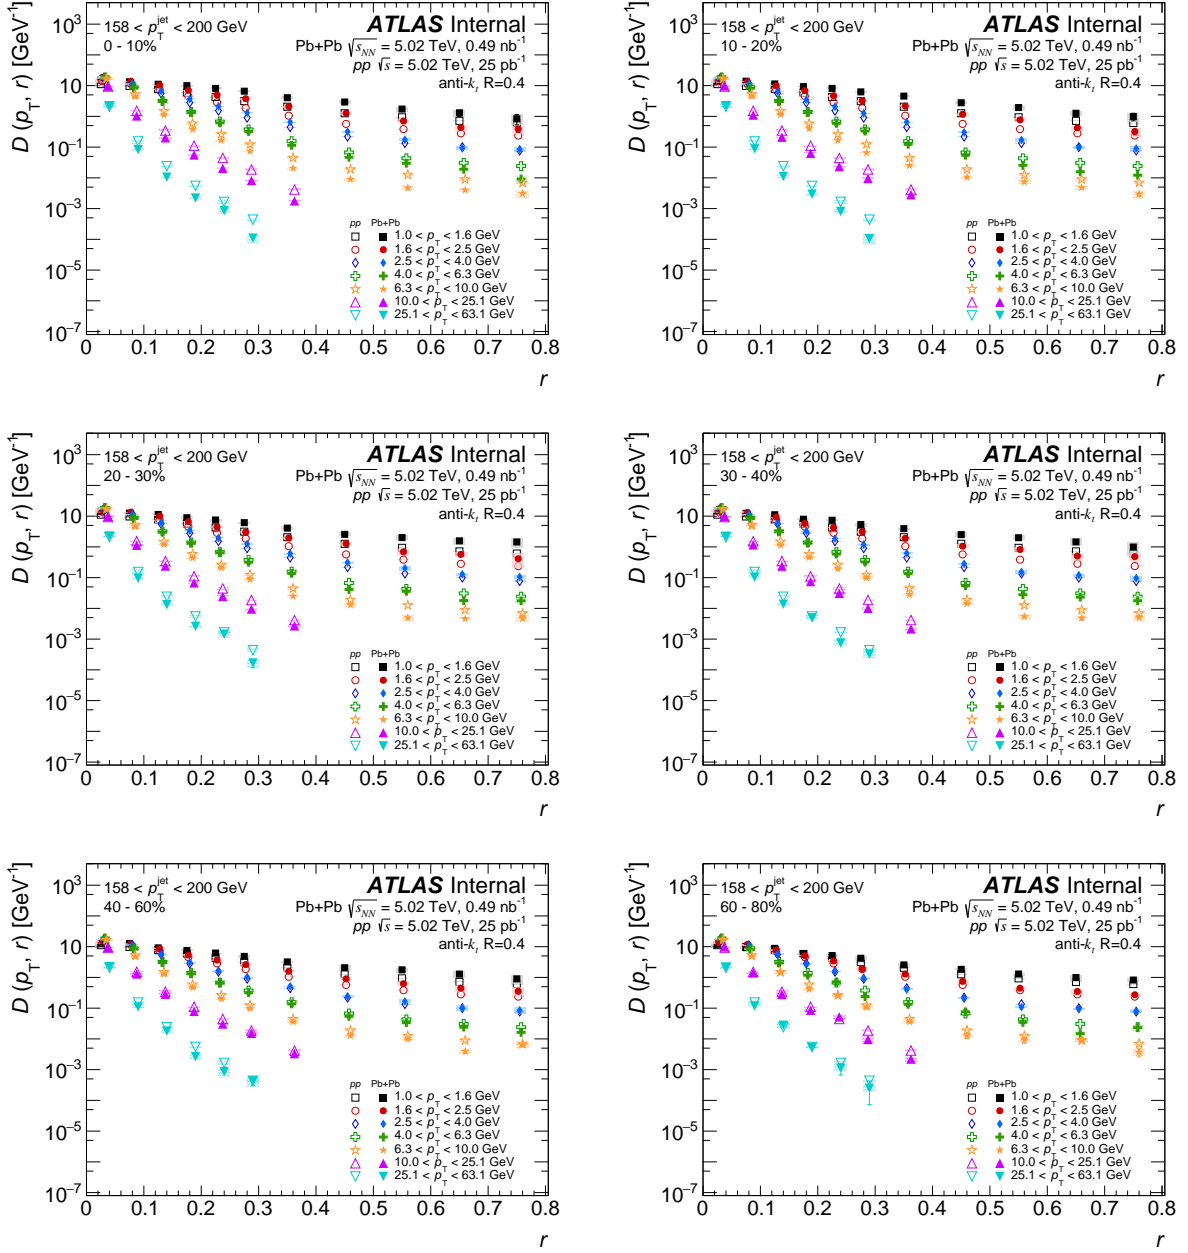 158 < p_T^jet < 200 GeV
0 - 10%
ATLAS Internal
Pb+Pb √s_NN = 5.02 TeV, 0.49 nb^-1
pp √s = 5.02 TeV, 25 pb^-1
anti-k_t R=0.4
D (p_T, r) [GeV^-1]
10^3
10
10^-1
10^-3
10^-5
10^-7
pp Pb+Pb
1.0 < p_T < 1.6 GeV
1.6 < p_T < 2.5 GeV
2.5 < p_T < 4.0 GeV
4.0 < p_T < 6.3 GeV
6.3 < p_T < 10.0 GeV
10.0 < p_T < 25.1 GeV
25.1 < p_T < 63.1 GeV
0 0.1 0.2 0.3 0.4 0.5 0.6 0.7 0.8
r
158 < p_T^jet < 200 GeV
10 - 20%
ATLAS Internal
Pb+Pb √s_NN = 5.02 TeV, 0.49 nb^-1
pp √s = 5.02 TeV, 25 pb^-1
anti-k_t R=0.4
D (p_T, r) [GeV^-1]
10^3
10
10^-1
10^-3
10^-5
10^-7
pp Pb+Pb
1.0 < p_T < 1.6 GeV
1.6 < p_T < 2.5 GeV
2.5 < p_T < 4.0 GeV
4.0 < p_T < 6.3 GeV
6.3 < p_T < 10.0 GeV
10.0 < p_T < 25.1 GeV
25.1 < p_T < 63.1 GeV
0 0.1 0.2 0.3 0.4 0.5 0.6 0.7 0.8
r
158 < p_T^jet < 200 GeV
20 - 30%
ATLAS Internal
Pb+Pb √s_NN = 5.02 TeV, 0.49 nb^-1
pp √s = 5.02 TeV, 25 pb^-1
anti-k_t R=0.4
D (p_T, r) [GeV^-1]
10^3
10
10^-1
10^-3
10^-5
10^-7
pp Pb+Pb
1.0 < p_T < 1.6 GeV
1.6 < p_T < 2.5 GeV
2.5 < p_T < 4.0 GeV
4.0 < p_T < 6.3 GeV
6.3 < p_T < 10.0 GeV
10.0 < p_T < 25.1 GeV
25.1 < p_T < 63.1 GeV
0 0.1 0.2 0.3 0.4 0.5 0.6 0.7 0.8
r
158 < p_T^jet < 200 GeV
30 - 40%
ATLAS Internal
Pb+Pb √s_NN = 5.02 TeV, 0.49 nb^-1
pp √s = 5.02 TeV, 25 pb^-1
anti-k_t R=0.4
D (p_T, r) [GeV^-1]
10^3
10
10^-1
10^-3
10^-5
10^-7
pp Pb+Pb
1.0 < p_T < 1.6 GeV
1.6 < p_T < 2.5 GeV
2.5 < p_T < 4.0 GeV
4.0 < p_T < 6.3 GeV
6.3 < p_T < 10.0 GeV
10.0 < p_T < 25.1 GeV
25.1 < p_T < 63.1 GeV
0 0.1 0.2 0.3 0.4 0.5 0.6 0.7 0.8
r
158 < p_T^jet < 200 GeV
40 - 60%
ATLAS Internal
Pb+Pb √s_NN = 5.02 TeV, 0.49 nb^-1
pp √s = 5.02 TeV, 25 pb^-1
anti-k_t R=0.4
D (p_T, r) [GeV^-1]
10^3
10
10^-1
10^-3
10^-5
10^-7
pp Pb+Pb
1.0 < p_T < 1.6 GeV
1.6 < p_T < 2.5 GeV
2.5 < p_T < 4.0 GeV
4.0 < p_T < 6.3 GeV
6.3 < p_T < 10.0 GeV
10.0 < p_T < 25.1 GeV
25.1 < p_T < 63.1 GeV
0 0.1 0.2 0.3 0.4 0.5 0.6 0.7 0.8
r
158 < p_T^jet < 200 GeV
60 - 80%
ATLAS Internal
Pb+Pb √s_NN = 5.02 TeV, 0.49 nb^-1
pp √s = 5.02 TeV, 25 pb^-1
anti-k_t R=0.4
D (p_T, r) [GeV^-1]
10^3
10
10^-1
10^-3
10^-5
10^-7
pp Pb+Pb
1.0 < p_T < 1.6 GeV
1.6 < p_T < 2.5 GeV
2.5 < p_T < 4.0 GeV
4.0 < p_T < 6.3 GeV
6.3 < p_T < 10.0 GeV
10.0 < p_T < 25.1 GeV
25.1 < p_T < 63.1 GeV
0 0.1 0.2 0.3 0.4 0.5 0.6 0.7 0.8
r